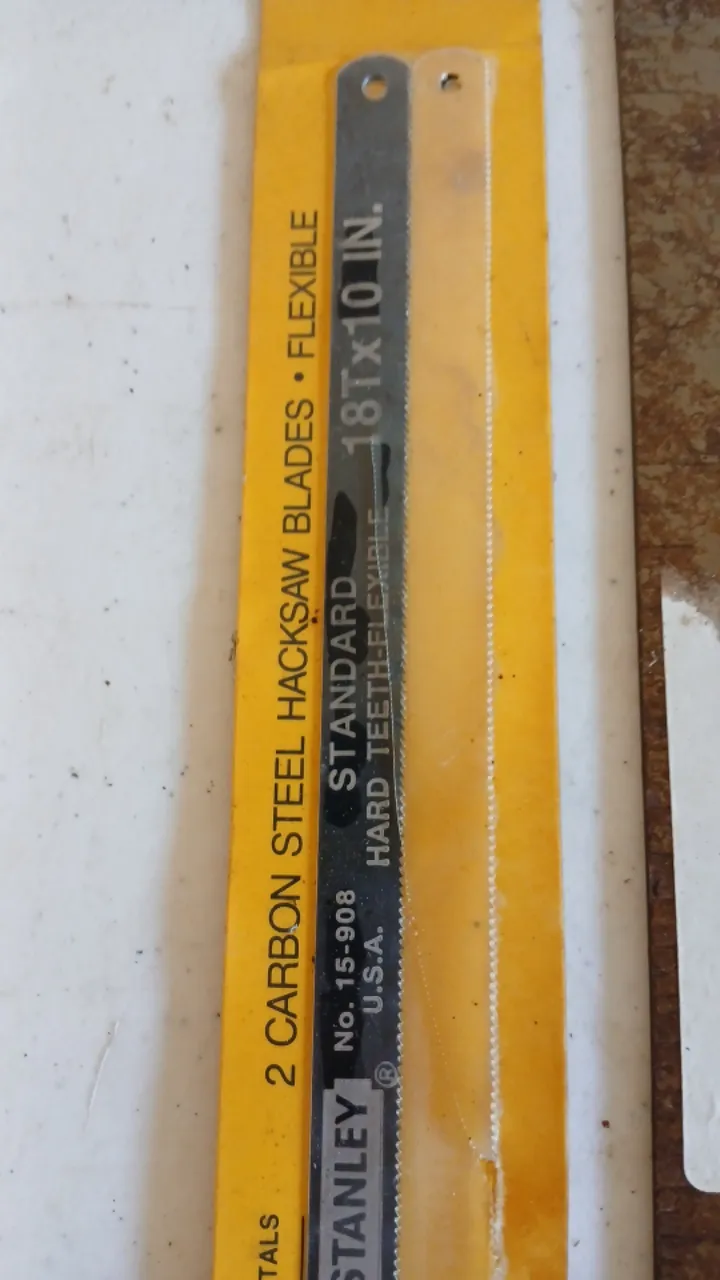 2 CARBON STEEL HACKSAW BLADES • FLEXIBLE
TALS
STANLEY®
No. 15-908 STANDARD 18T x 10 IN.
U.S.A. HARD TEETH-FLEXIBLE